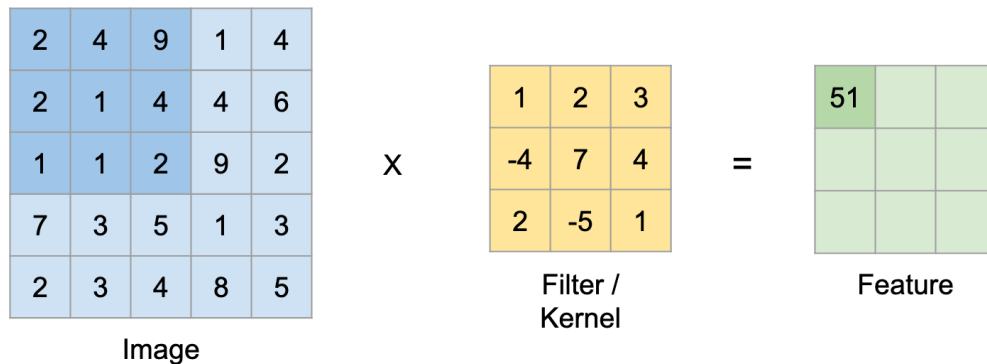 2 4 9 1 4
2 1 4 4 6
1 1 2 9 2
7 3 5 1 3
2 3 4 8 5
Image
X
1 2 3
-4 7 4
2 -5 1
Filter /
Kernel
=
51
Feature